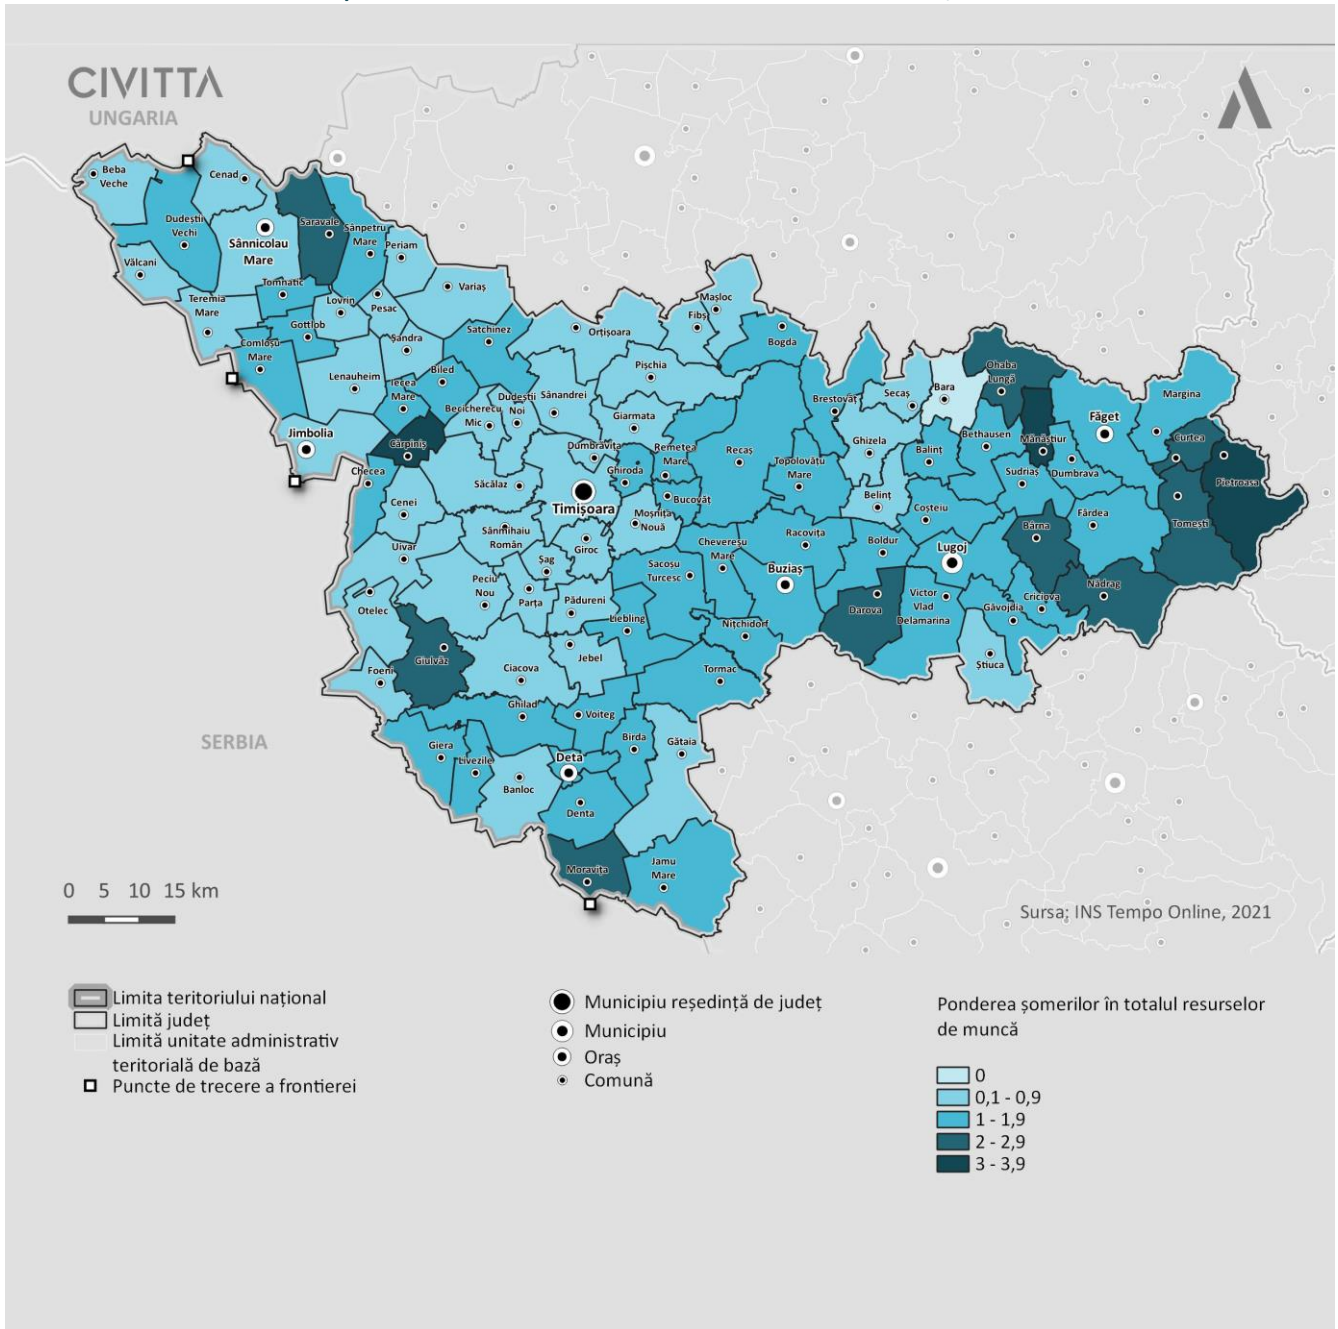 CIVITTA
UNGARIA
Beba
Veche
Cenad
Dudeștii
Vechi
Saravale
Sânpetru
Mare
Periam
Sânnicolau
Mare
Vălcani
Variaș
Tomnatic
Teremia
Mare
Lovrin
Pesac
Mașloc
Fibș
Gottlob
Satchinez
Orțișoara
Bogda
Comloșu
Mare
Șandra
Lenauheim
Biled
Pișchia
Ohaba
Lungă
Iecea
Mare
Becicherecu
Mic
Dudeștii
Noi
Sânandrei
Brestovăț
Secaș
Bara
Margina
Giarmata
Făget
Jimbolia
Cărpiniș
Dumbrăvița
Remetea
Mare
Recaș
Ghizela
Balinț
Bethausen
Mănăștiur
Curtea
Checea
Ghiroda
Topolovățu
Mare
Sudriaș
Dumbrava
Pietroasa
Săcălaz
Timișoara
Bucovăț
Belinț
Cenei
Moșnița
Nouă
Coșteiu
Fârdea
Tomești
Sânmihaiu
Român
Giroc
Chevereșu
Mare
Racovița
Boldur
Lugoj
Bârna
Uivar
Șag
Sacoșu
Turcesc
Buziaș
Peciu
Nou
Parța
Pădureni
Otelec
Liebling
Nițchidorf
Darova
Victor
Vlad
Delamarina
Găvojdia
Criciova
Nădrag
Giulvăz
Jebel
Foeni
Ciacova
Tormac
Știuca
Ghilad
Voiteg
Birda
Gătaia
SERBIA
Giera
Livezile
Deta
Banloc
Denta
Moravița
Jamu
Mare
0 5 10 15 km
Sursa: INS Tempo Online, 2021
Limita teritoriului național
Limită județ
Limită unitate administrativ
teritorială de bază
Puncte de trecere a frontierei
Municipiu reședință de județ
Municipiu
Oraș
Comună
Ponderea șomerilor în totalul resurselor
de muncă
0
0,1 - 0,9
1 - 1,9
2 - 2,9
3 - 3,9